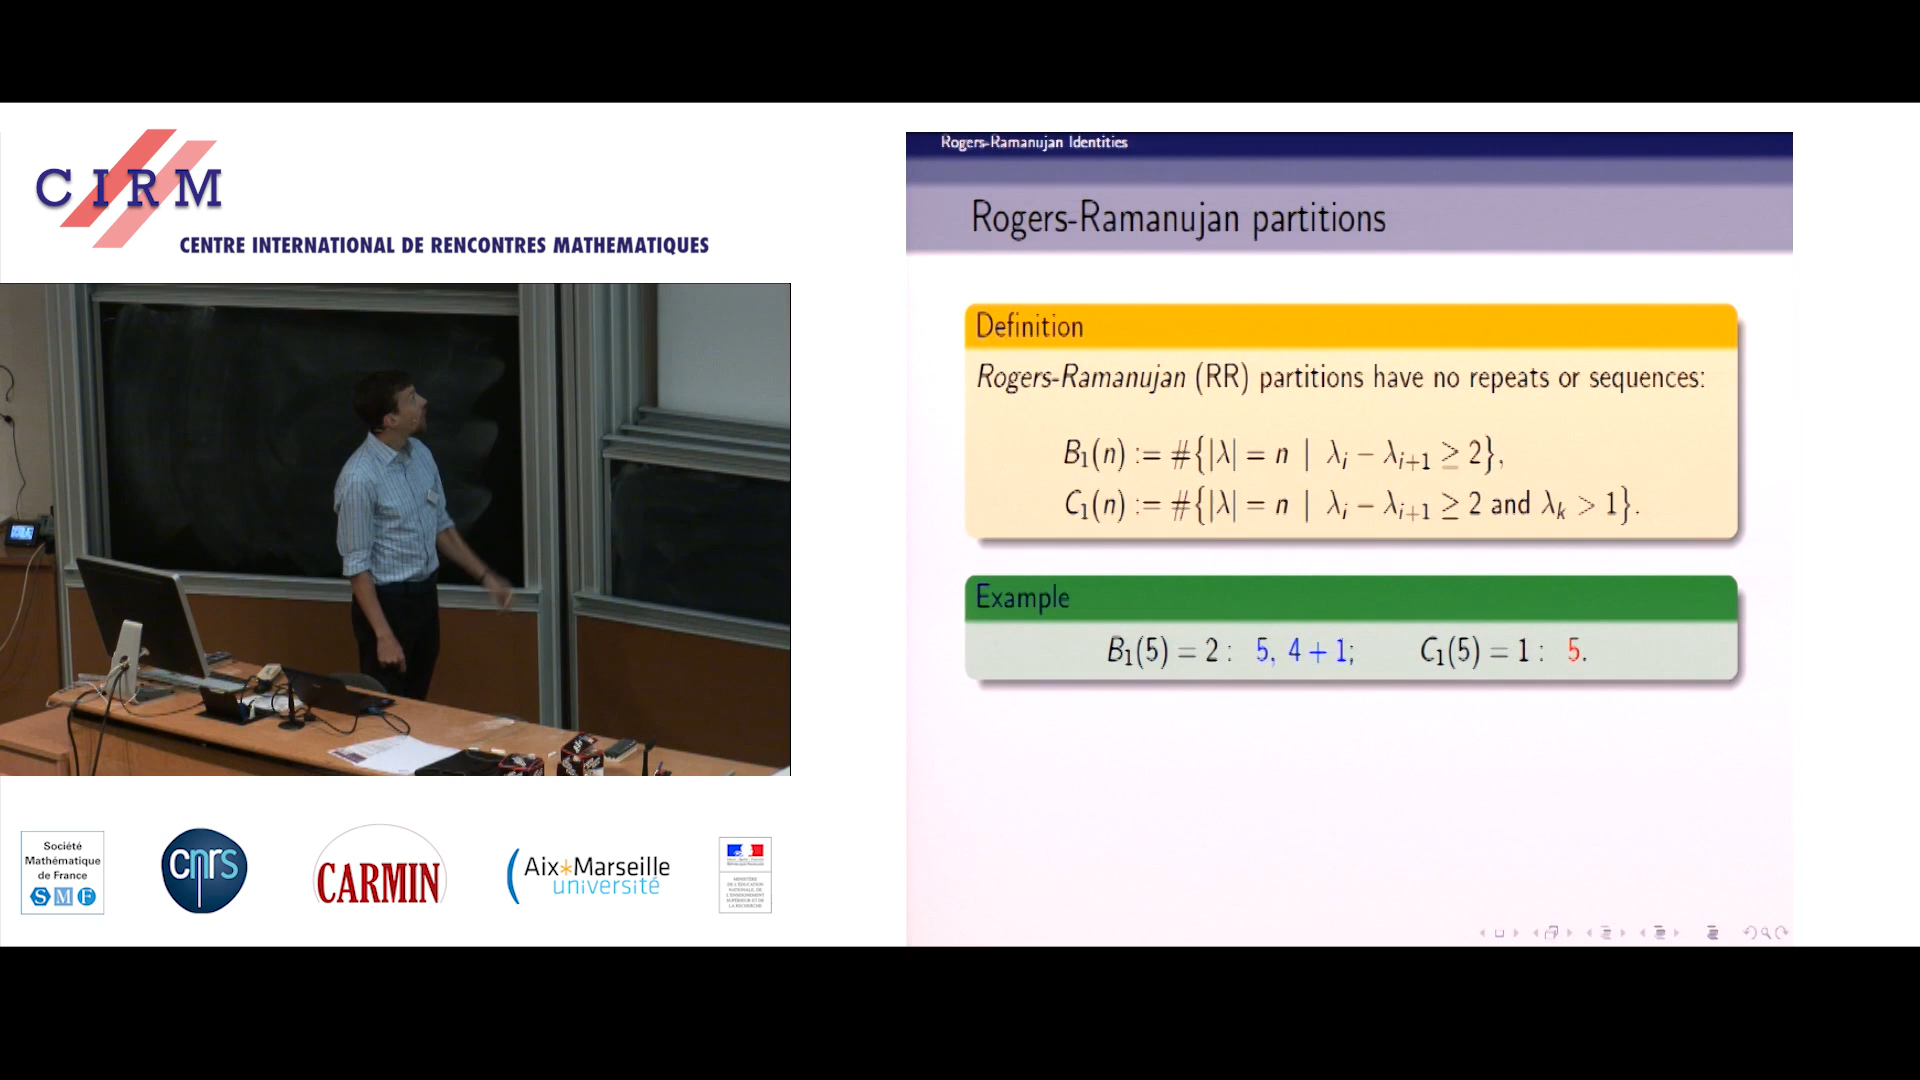 CIRM
CENTRE INTERNATIONAL DE RENCONTRES MATHEMATIQUES
Rogers-Ramanujan Identities
Rogers-Ramanujan partitions
Definition
Rogers-Ramanujan (RR) partitions have no repeats or sequences:
B₁(n) := #{|λ| = n | λᵢ − λᵢ₊₁ ≥ 2},
C₁(n) := #{|λ| = n | λᵢ − λᵢ₊₁ ≥ 2 and λₖ > 1}.
Example
B₁(5) = 2 : 5, 4 + 1; C₁(5) = 1 : 5.
Société
Mathématique
de France
SMF
cnrs
CARMIN
Aix*Marseille
université